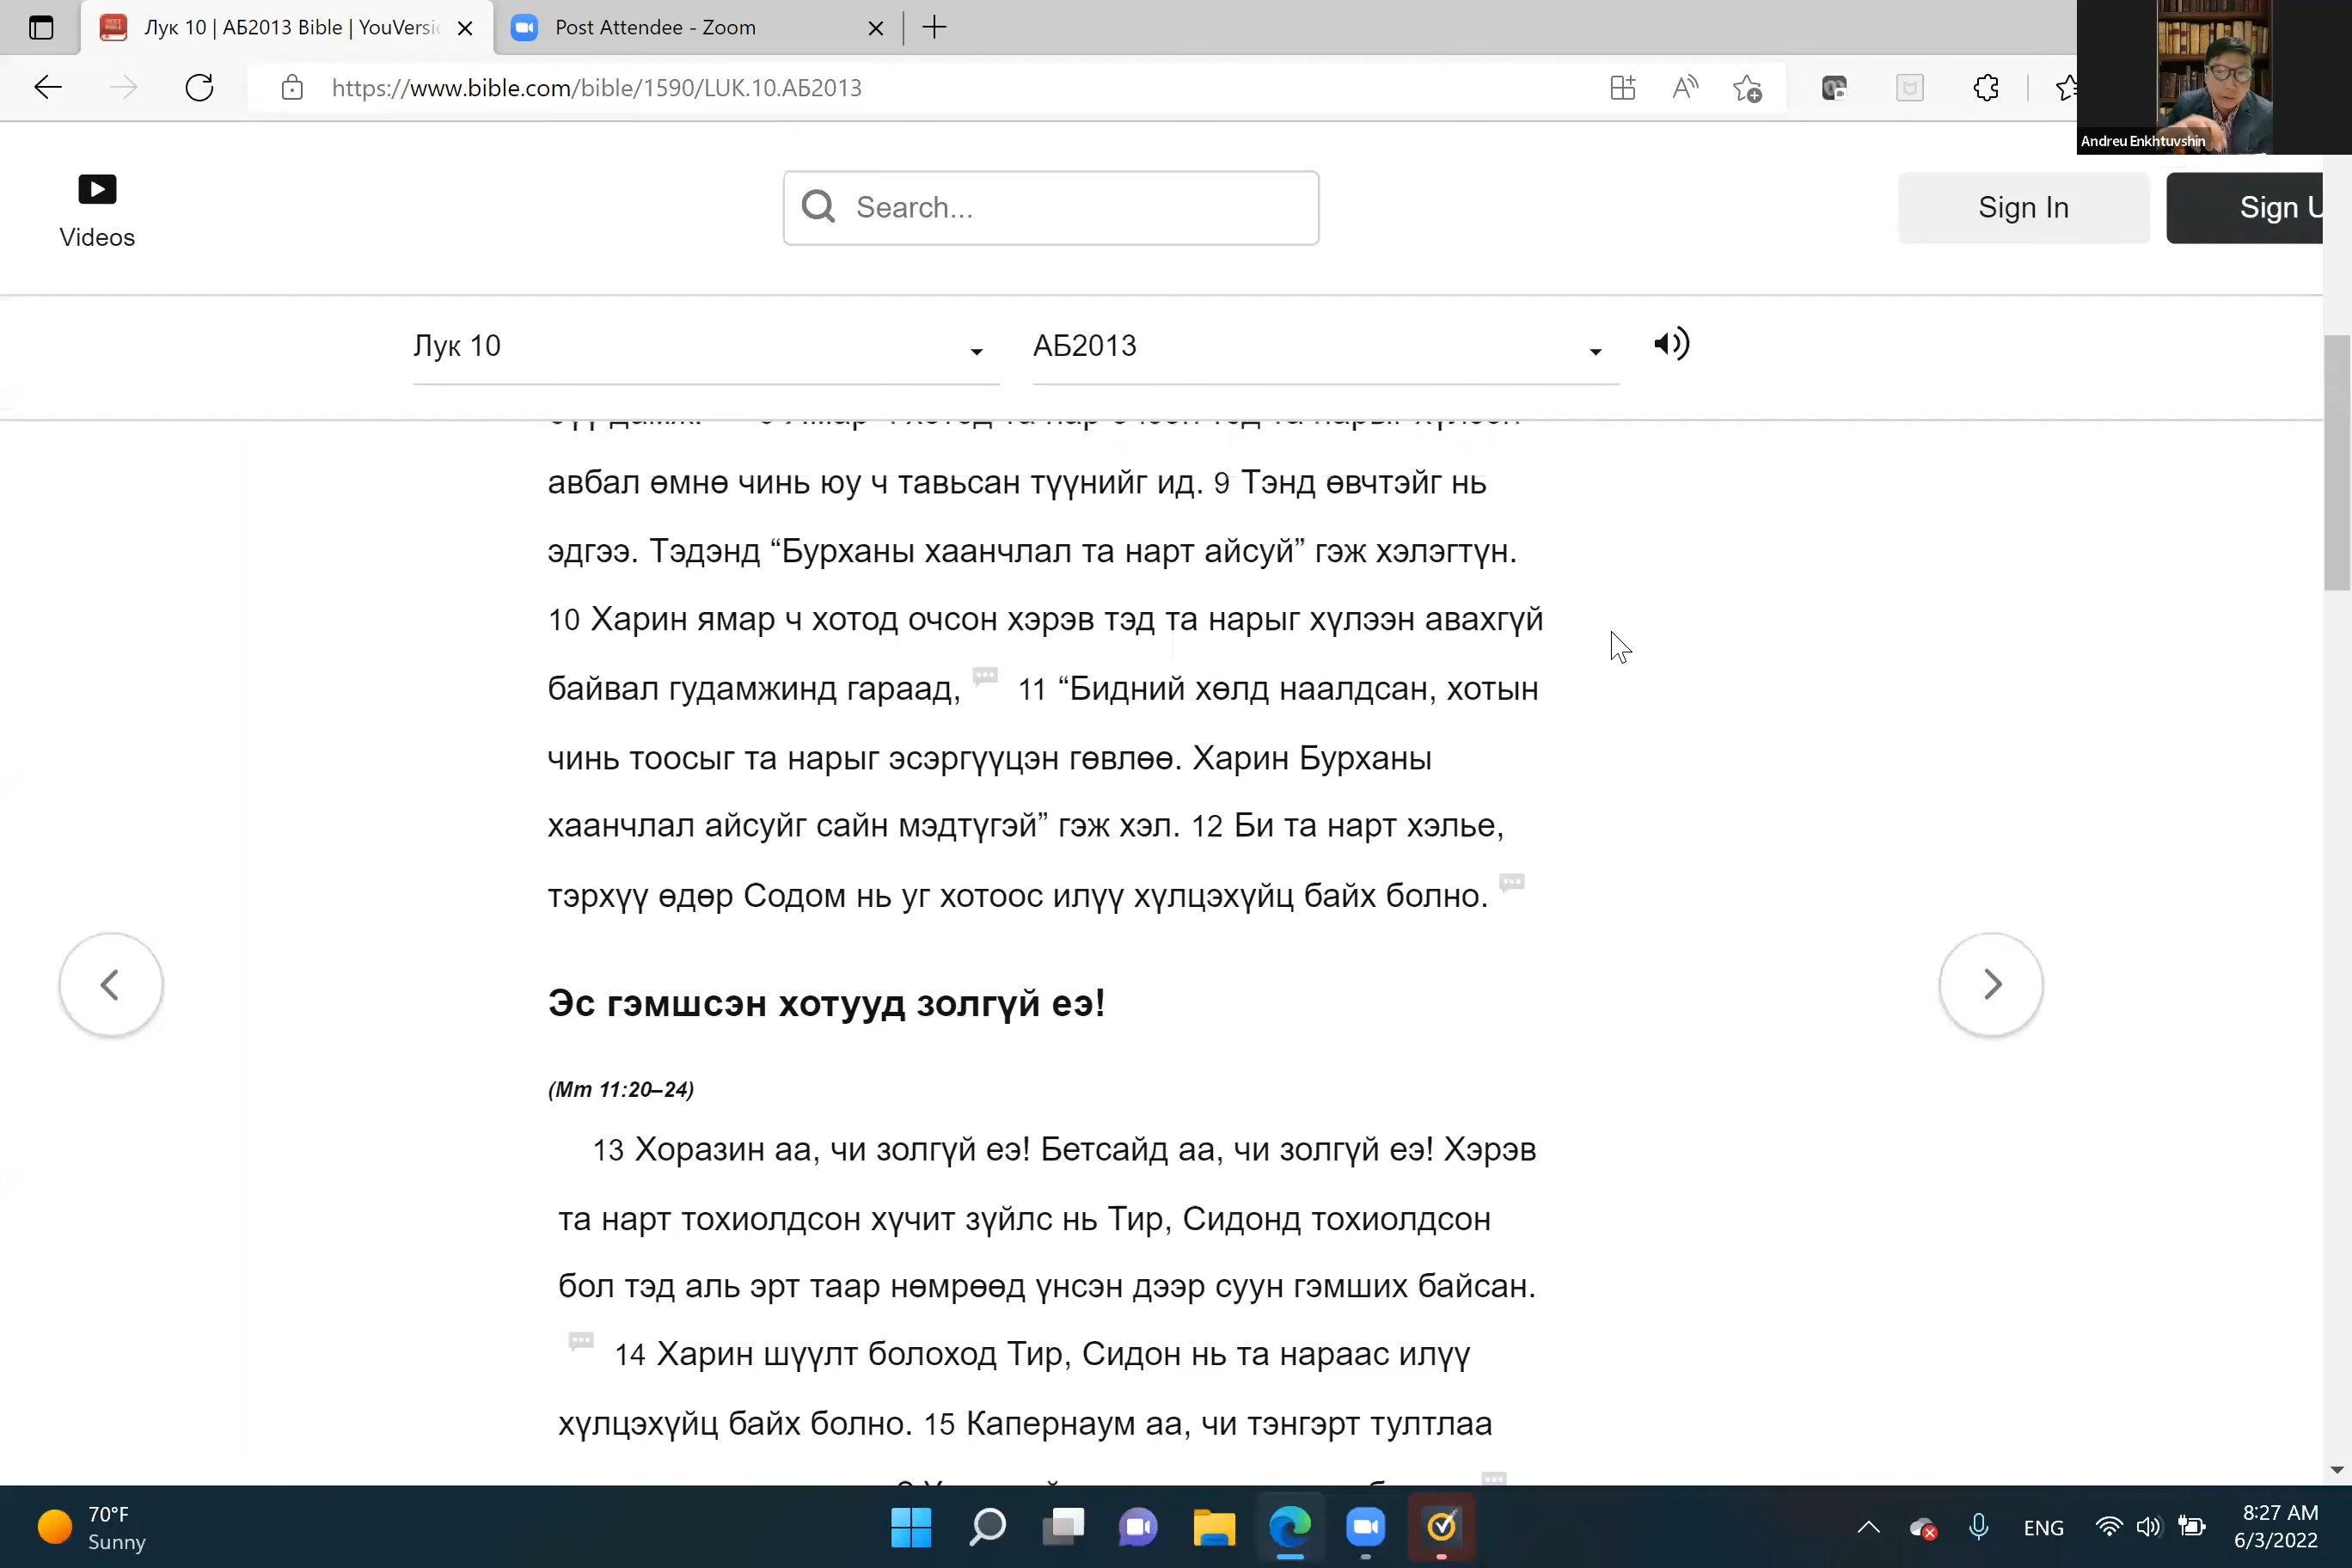 Лук 10 | АБ2013 Bible | YouVersi
Post Attendee - Zoom
https://www.bible.com/bible/1590/LUK.10.АБ2013
Andreu Enkhtuvshin
Videos
Search...
Sign In
Sign U
Лук 10
АБ2013
авбал өмнө чинь юу ч тавьсан түүнийг ид. 9 Тэнд өвчтэйг нь
эдгээ. Тэдэнд “Бурханы хаанчлал та нарт айсуй” гэж хэлэгтүн.
10 Харин ямар ч хотод очсон хэрэв тэд та нарыг хүлээн авахгүй
байвал гудамжинд гараад, 11 “Бидний хөлд наалдсан, хотын
чинь тоосыг та нарыг эсэргүүцэн гөвлөө. Харин Бурханы
хаанчлал айсуйг сайн мэдтүгэй” гэж хэл. 12 Би та нарт хэлье,
тэрхүү өдөр Содом нь уг хотоос илүү хүлцэхүйц байх болно.
Эс гэмшсэн хотууд золгүй еэ!
(Мт 11:20–24)
13 Хоразин аа, чи золгүй еэ! Бетсайд аа, чи золгүй еэ! Хэрэв
та нарт тохиолдсон хүчит зүйлс нь Тир, Сидонд тохиолдсон
бол тэд аль эрт таар нөмрөөд үнсэн дээр суун гэмших байсан.
14 Харин шүүлт болоход Тир, Сидон нь та нараас илүү
хүлцэхүйц байх болно. 15 Капернаум аа, чи тэнгэрт тултлаа
70°F
Sunny
ENG
8:27 AM
6/3/2022